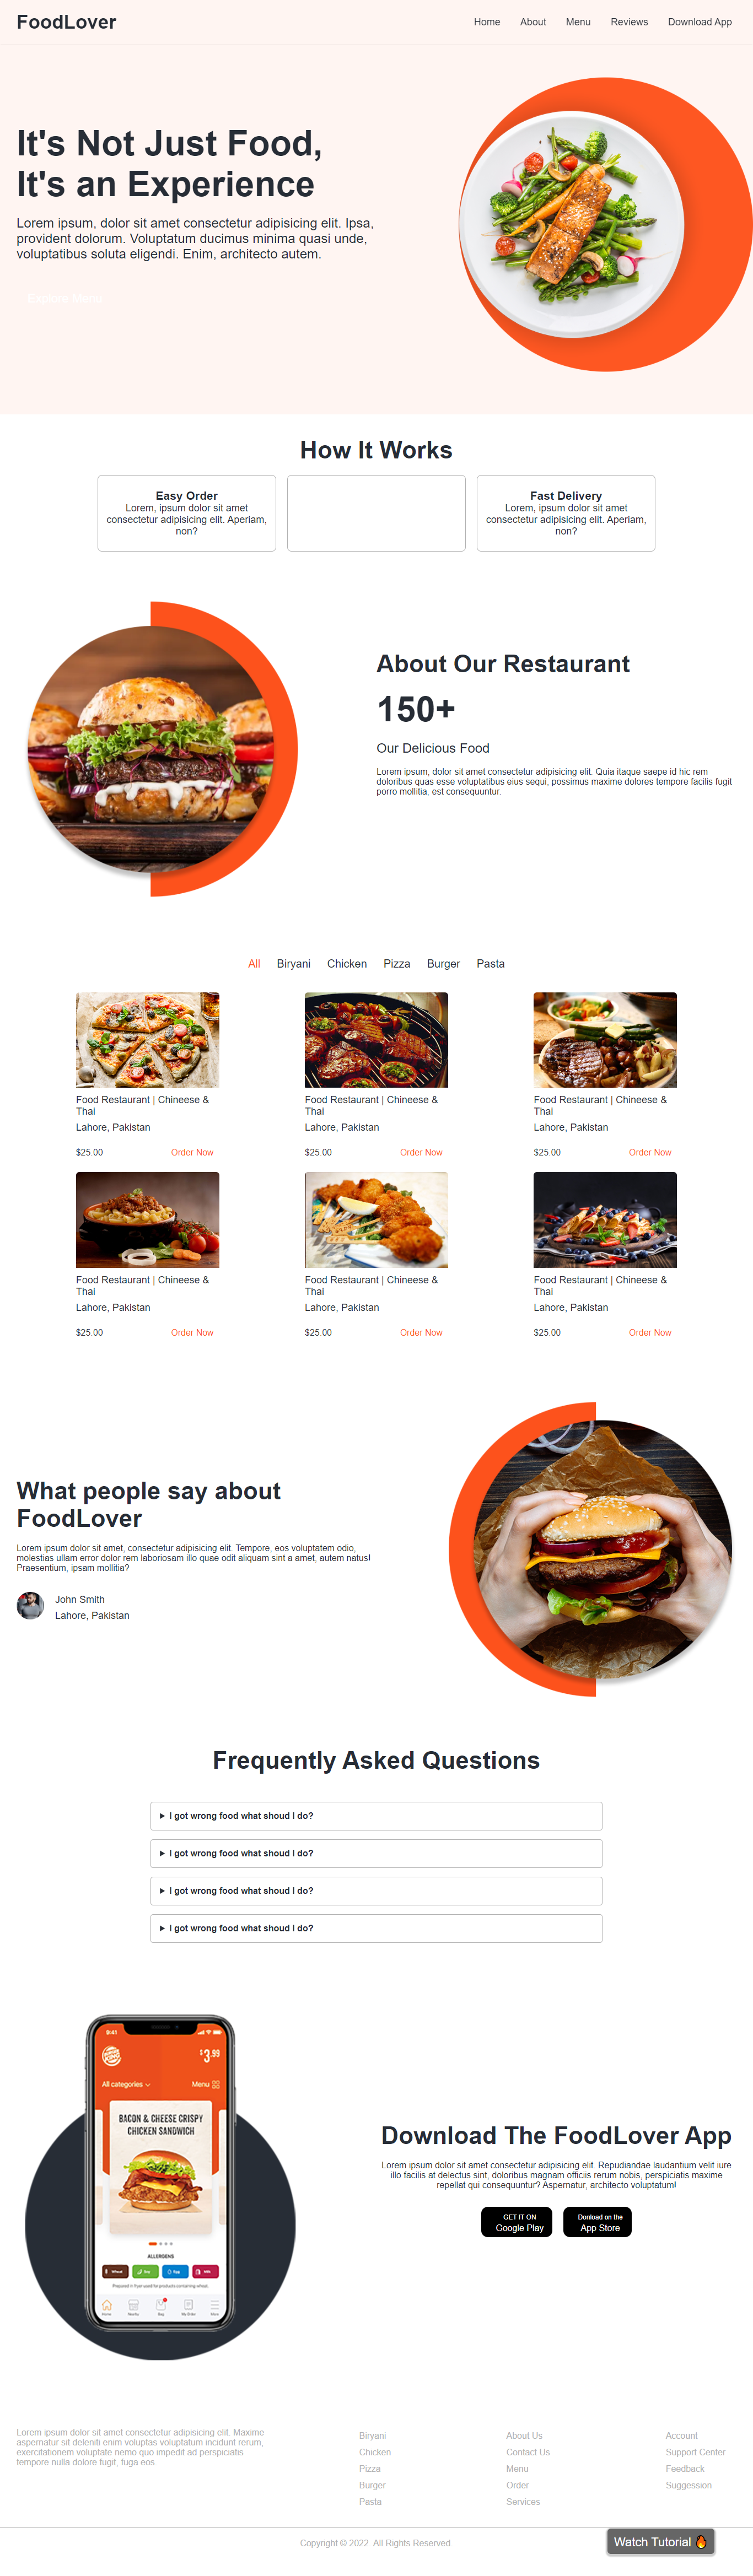 FoodLover
Home About Menu Reviews Download App
It's Not Just Food,
It's an Experience
Lorem ipsum, dolor sit amet consectetur adipisicing elit. Ipsa,
provident dolorum. Voluptatum ducimus minima quasi unde,
voluptatibus soluta eligendi. Enim, architecto autem.
Explore Menu
How It Works
Easy Order
Lorem, ipsum dolor sit amet
consectetur adipisicing elit. Aperiam,
non?
Fast Delivery
Lorem, ipsum dolor sit amet
consectetur adipisicing elit. Aperiam,
non?
About Our Restaurant
150+
Our Delicious Food
Lorem ipsum, dolor sit amet consectetur adipisicing elit. Quia itaque saepe id hic rem
doloribus quas esse voluptatibus eius sequi, possimus maxime dolores tempore facilis fugit
porro mollitia, est consequuntur.
All Biryani Chicken Pizza Burger Pasta
Food Restaurant | Chineese &
Thai
Lahore, Pakistan
$25.00 Order Now
Food Restaurant | Chineese &
Thai
Lahore, Pakistan
$25.00 Order Now
Food Restaurant | Chineese &
Thai
Lahore, Pakistan
$25.00 Order Now
Food Restaurant | Chineese &
Thai
Lahore, Pakistan
$25.00 Order Now
Food Restaurant | Chineese &
Thai
Lahore, Pakistan
$25.00 Order Now
Food Restaurant | Chineese &
Thai
Lahore, Pakistan
$25.00 Order Now
What people say about
FoodLover
Lorem ipsum dolor sit amet, consectetur adipisicing elit. Tempore, eos voluptatem odio,
molestias ullam error dolor rem laboriosam illo quae odit aliquam sint a amet, autem natus!
Praesentium, ipsam mollitia?
John Smith
Lahore, Pakistan
Frequently Asked Questions
I got wrong food what shoud I do?
I got wrong food what shoud I do?
I got wrong food what shoud I do?
I got wrong food what shoud I do?
9:41
$3.99
All categories Menu
BACON & CHEESE CRISPY
CHICKEN SANDWICH
ALLERGENS
Wheat Soy Egg Milk
Prepared in fryer used for products containing wheat.
Home Nearby Bag My Order More
Download The FoodLover App
Lorem ipsum dolor sit amet consectetur adipisicing elit. Repudiandae laudantium velit iure
illo facilis at delectus sint, doloribus magnam officiis rerum nobis, perspiciatis maxime
repellat qui consequuntur? Aspernatur, architecto voluptatum!
GET IT ON
Google Play
Donload on the
App Store
Lorem ipsum dolor sit amet consectetur adipisicing elit. Maxime
aspernatur sit deleniti enim voluptas voluptatum incidunt rerum,
exercitationem voluptate nemo quo impedit ad perspiciatis
tempore nulla dolore fugit, fuga eos.
Biryani
Chicken
Pizza
Burger
Pasta
About Us
Contact Us
Menu
Order
Services
Account
Support Center
Feedback
Suggession
Copyright © 2022. All Rights Reserved.
Watch Tutorial 🔥